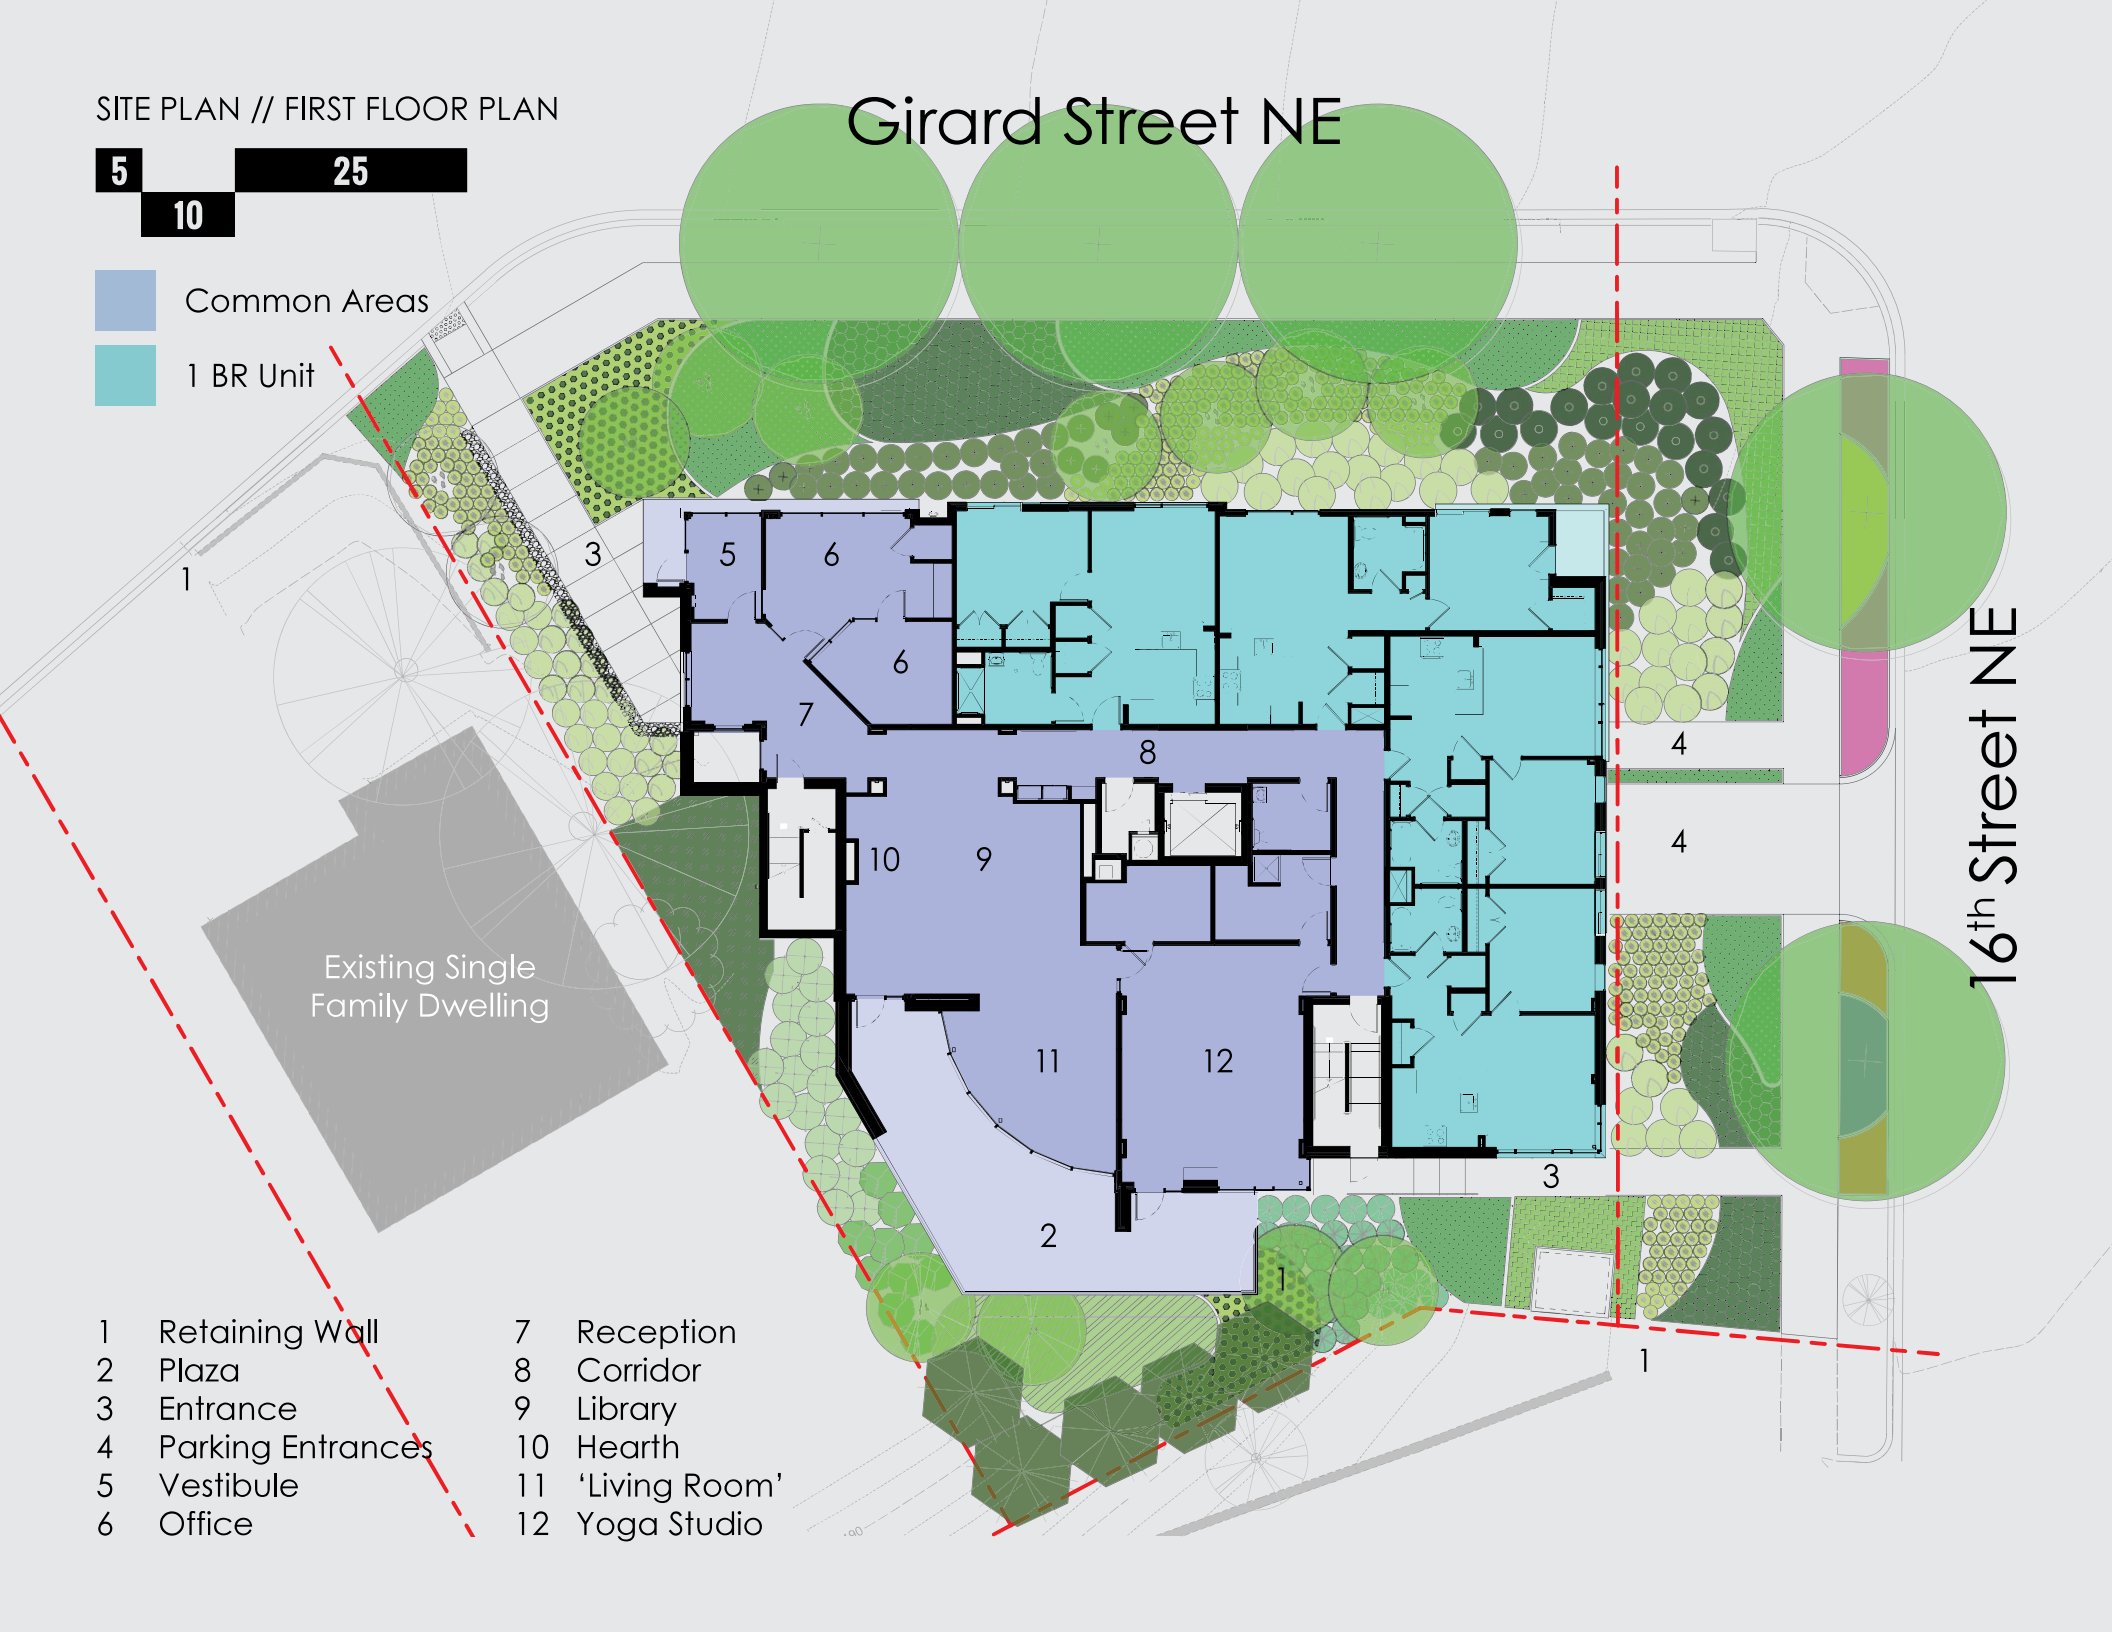 SITE PLAN // FIRST FLOOR PLAN
Girard Street NE
5
25
10
Common Areas
1 BR Unit
5
6
3
1
6
7
8
4
4
16th Street NE
10
9
Existing Single
Family Dwelling
11
12
3
2
1
1
1 Retaining Wall
2 Plaza
3 Entrance
4 Parking Entrances
5 Vestibule
6 Office
7 Reception
8 Corridor
9 Library
10 Hearth
11 ‘Living Room’
12 Yoga Studio